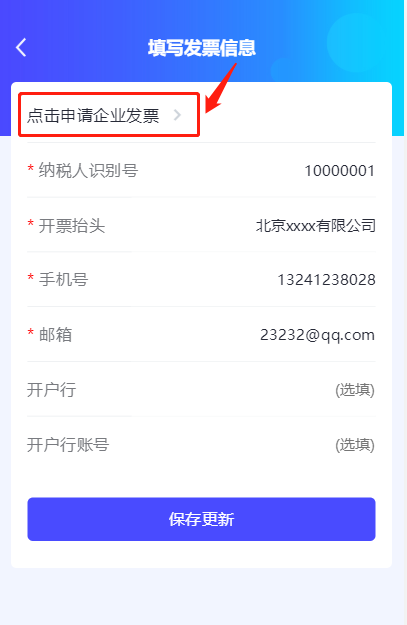 填写发票信息
点击申请企业发票
* 纳税人识别号 10000001
* 开票抬头 北京xxxx有限公司
* 手机号 13241238028
* 邮箱 23232@qq.com
开户行 (选填)
开户行账号 (选填)
保存更新